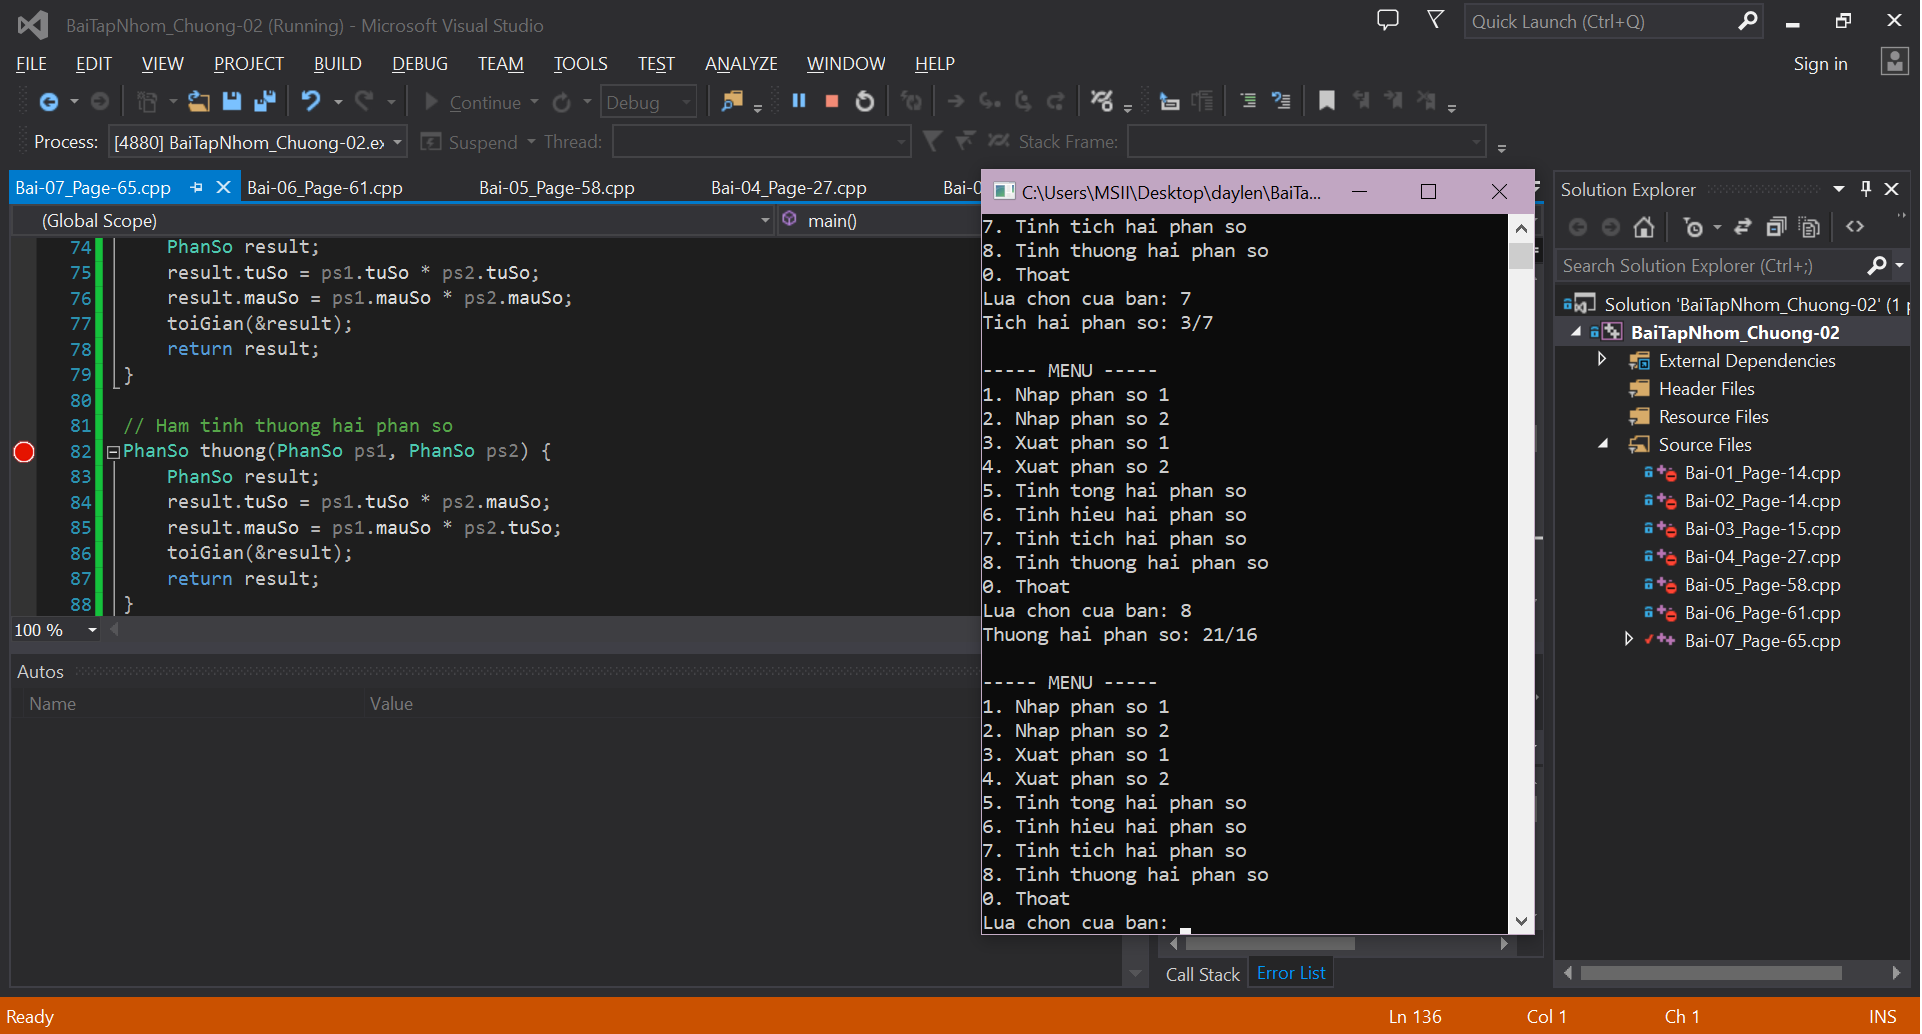 BaiTapNhom_Chuong-02 (Running) - Microsoft Visual Studio
Quick Launch (Ctrl+Q)
FILE EDIT VIEW PROJECT BUILD DEBUG TEAM TOOLS TEST ANALYZE WINDOW HELP
Sign in
Continue
Debug
Process: [4880] BaiTapNhom_Chuong-02.ex Suspend Thread: Stack Frame:
Bai-07_Page-65.cpp Bai-06_Page-61.cpp Bai-05_Page-58.cpp Bai-04_Page-27.cpp Bai-0
(Global Scope) main()
74 PhanSo result;
75 result.tuSo = ps1.tuSo * ps2.tuSo;
76 result.mauSo = ps1.mauSo * ps2.mauSo;
77 toiGian(&result);
78 return result;
79 }
80
81 // Ham tinh thuong hai phan so
82 PhanSo thuong(PhanSo ps1, PhanSo ps2) {
83 PhanSo result;
84 result.tuSo = ps1.tuSo * ps2.mauSo;
85 result.mauSo = ps1.mauSo * ps2.tuSo;
86 toiGian(&result);
87 return result;
88 }
100 %
Autos
Name Value
C:\Users\MSII\Desktop\daylen\BaiTa...
7. Tinh tich hai phan so
8. Tinh thuong hai phan so
0. Thoat
Lua chon cua ban: 7
Tich hai phan so: 3/7
----- MENU -----
1. Nhap phan so 1
2. Nhap phan so 2
3. Xuat phan so 1
4. Xuat phan so 2
5. Tinh tong hai phan so
6. Tinh hieu hai phan so
7. Tinh tich hai phan so
8. Tinh thuong hai phan so
0. Thoat
Lua chon cua ban: 8
Thuong hai phan so: 21/16
----- MENU -----
1. Nhap phan so 1
2. Nhap phan so 2
3. Xuat phan so 1
4. Xuat phan so 2
5. Tinh tong hai phan so
6. Tinh hieu hai phan so
7. Tinh tich hai phan so
8. Tinh thuong hai phan so
0. Thoat
Lua chon cua ban:
Call Stack Error List
Solution Explorer
Search Solution Explorer (Ctrl+;)
Solution 'BaiTapNhom_Chuong-02' (1 p
BaiTapNhom_Chuong-02
External Dependencies
Header Files
Resource Files
Source Files
Bai-01_Page-14.cpp
Bai-02_Page-14.cpp
Bai-03_Page-15.cpp
Bai-04_Page-27.cpp
Bai-05_Page-58.cpp
Bai-06_Page-61.cpp
Bai-07_Page-65.cpp
Ready Ln 136 Col 1 Ch 1 INS